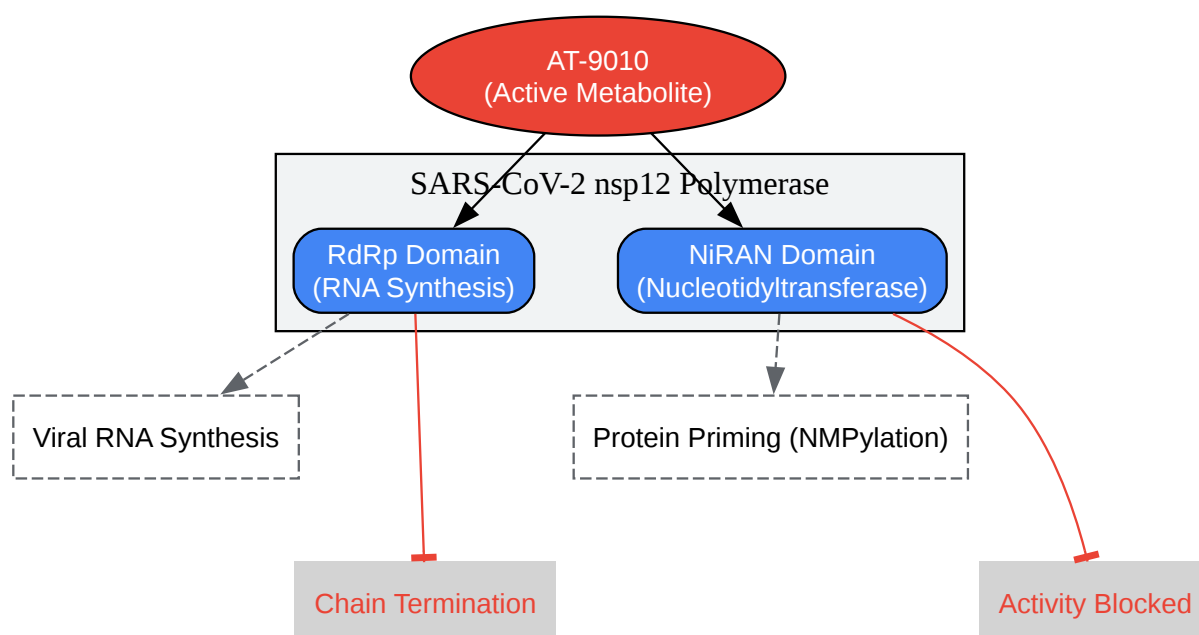 AT-9010
(Active Metabolite)
SARS-CoV-2 nsp12 Polymerase
RdRp Domain
(RNA Synthesis)
NiRAN Domain
(Nucleotidyltransferase)
Viral RNA Synthesis
Protein Priming (NMPylation)
Chain Termination
Activity Blocked